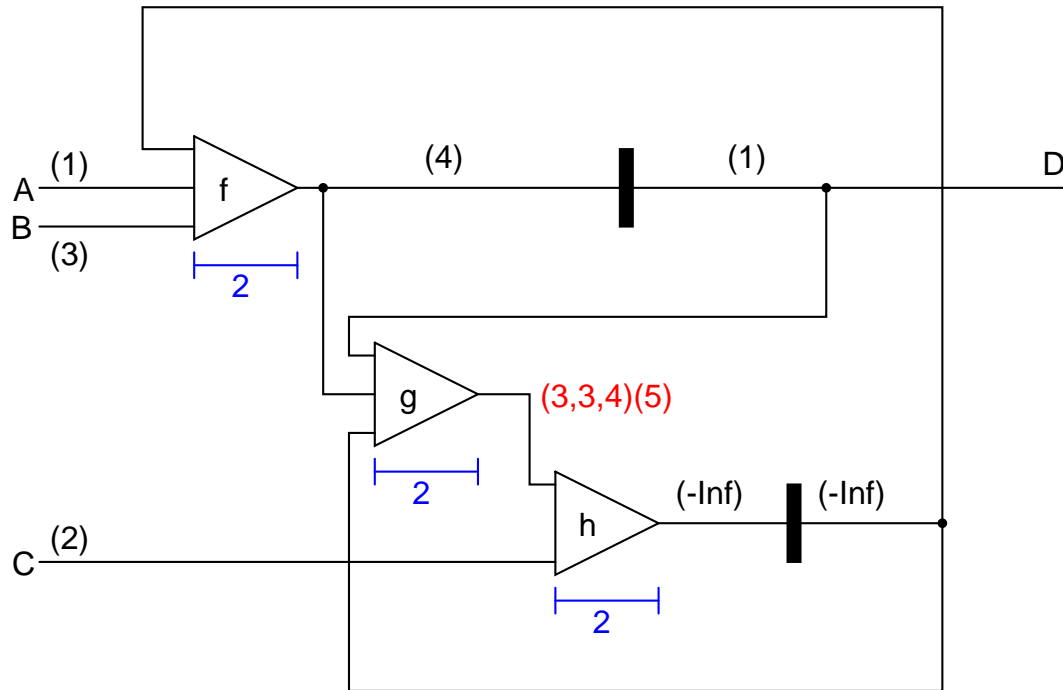 (4)
(1)
D
(1)
A
f
B
(3)
2
g
(3,3,4)(5)
2
(-Inf)
(-Inf)
h
(2)
C
2